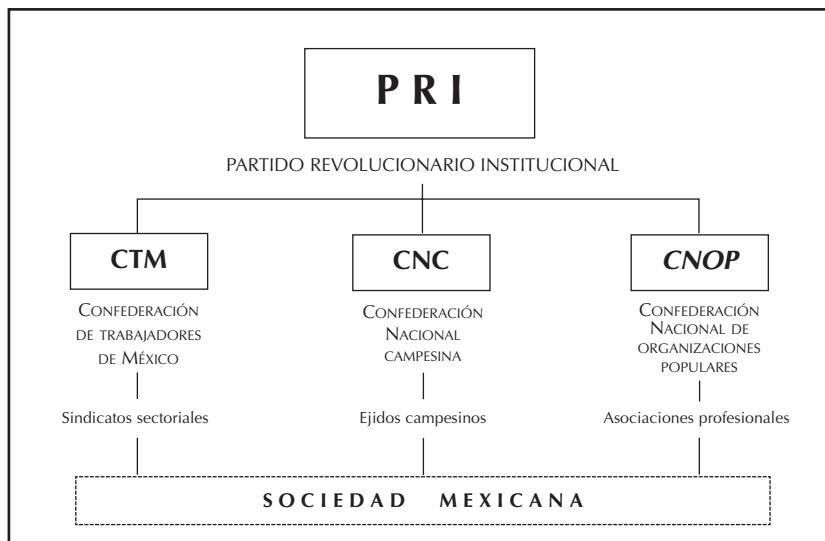 PRI
PARTIDO REVOLUCIONARIO INSTITUCIONAL
CTM
CONFEDERACIÓN
DE TRABAJADORES
DE MÉXICO
Sindicatos sectoriales
CNC
CONFEDERACIÓN
NACIONAL
CAMPESINA
Ejidos campesinos
CNOP
CONFEDERACIÓN
NACIONAL DE
ORGANIZACIONES
POPULARES
Asociaciones profesionales
SOCIEDAD MEXICANA